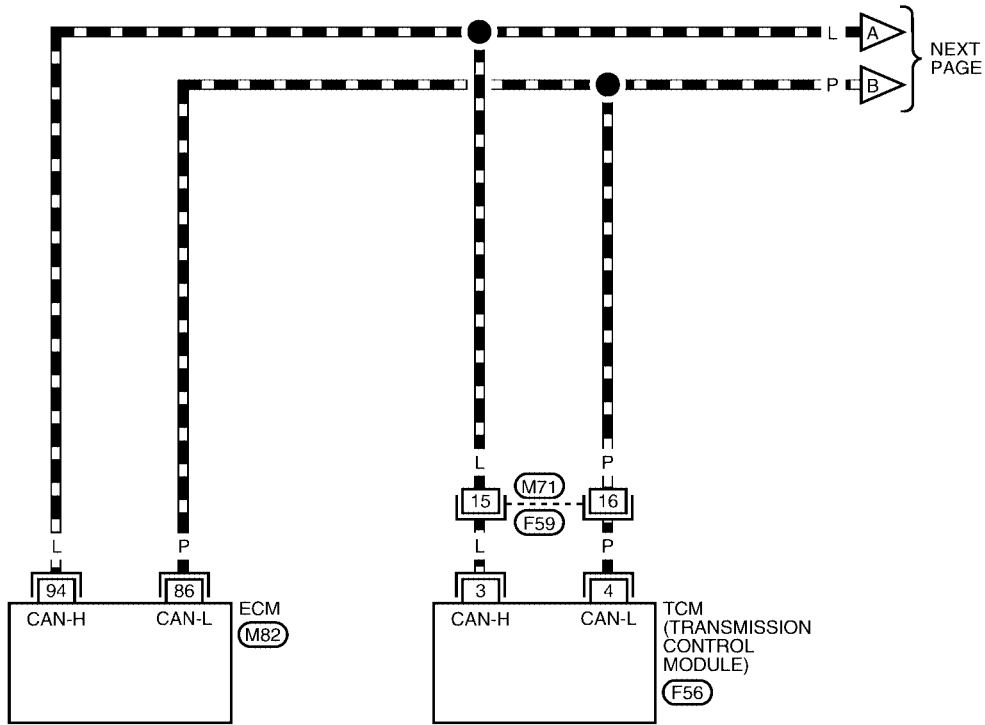 L A
NEXT
PAGE
P B
L P
15 M71 16
F59
L P L P
94 86 3 4
CAN-H CAN-L ECM CAN-H CAN-L TCM
M82 (TRANSMISSION
CONTROL
MODULE)
F56